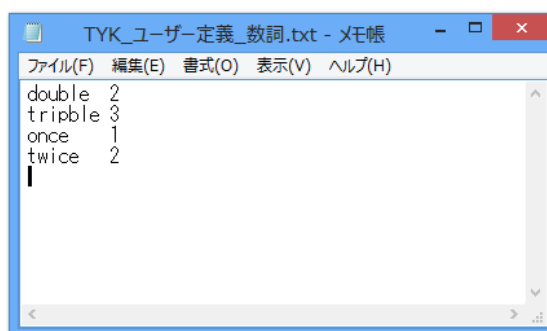 TYK_ユーザー定義_数詞.txt - メモ帳
ファイル(F) 編集(E) 書式(O) 表示(V) ヘルプ(H)
double 2
tripble 3
once 1
twice 2